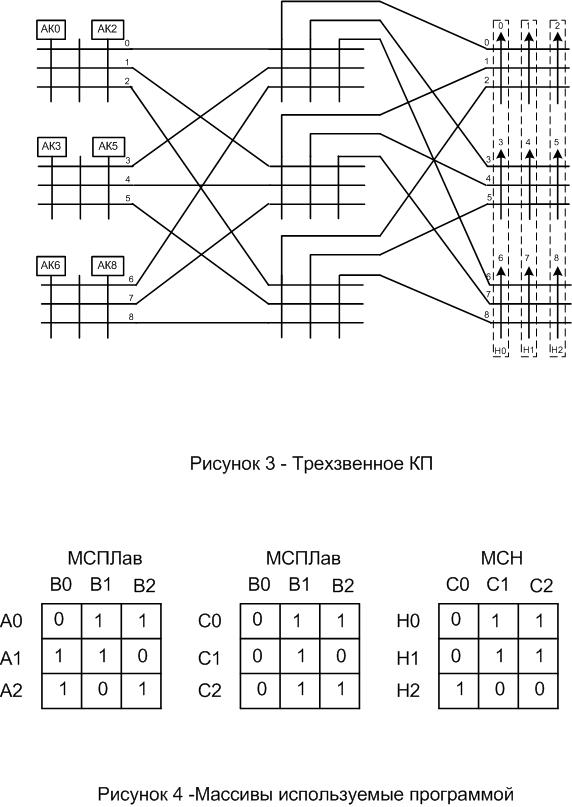 АК0 АК2 0 1 2
0 0
1 1
2 2
АК3 АК5 3 4 5
3 3
4 4
5 5
АК6 АК8 6 7 8
6 6
7 7
8 8
Н0 Н1 Н2
Рисунок 3 - Трехзвенное КП
МСПЛав МСПЛав МСН
В0 В1 В2 В0 В1 В2 С0 С1 С2
А0 0 1 1 С0 0 1 1 Н0 0 1 1
А1 1 1 0 С1 0 1 0 Н1 0 1 1
А2 1 0 1 С2 0 1 1 Н2 1 0 0
Рисунок 4 -Массивы используемые программой